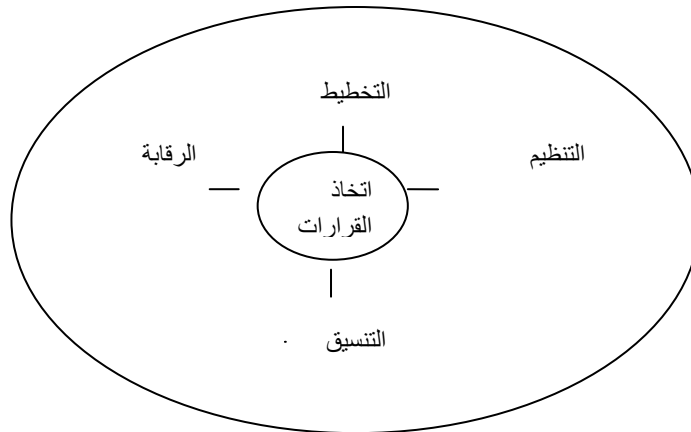 التخطيط
التنظيم
الرقابة
اتخاذ
القرارات
التنسيق .